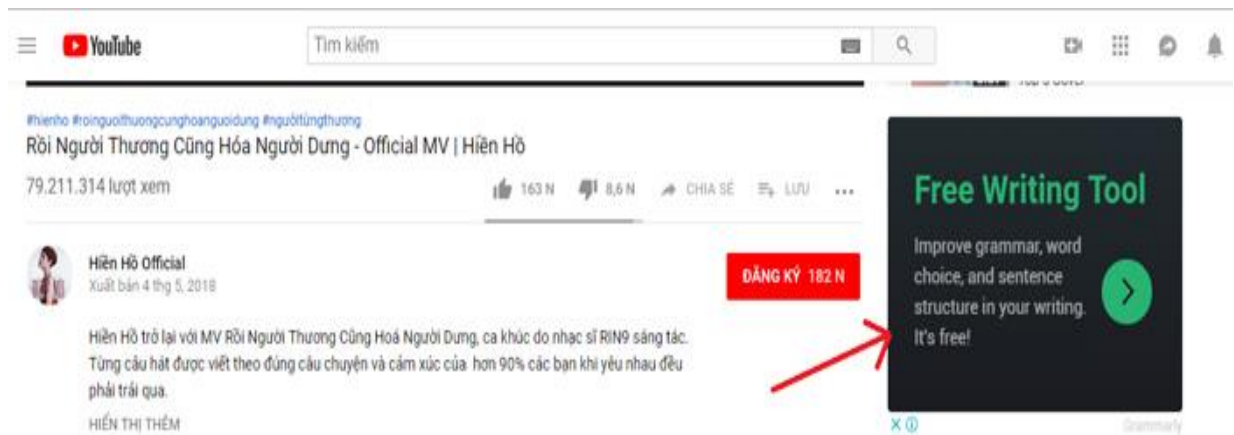 YouTube
Tìm kiếm
#hienho #roinguoithuongcunghoanguoidung #ngườitừngthương
Rồi Người Thương Cũng Hóa Người Dưng - Official MV | Hiền Hồ
79.211.314 lượt xem
163 N 8,6 N CHIA SẺ LƯU
Hiền Hồ Official
Xuất bản 4 thg 5, 2018
ĐĂNG KÝ 182 N
Hiền Hồ trở lại với MV Rồi Người Thương Cũng Hoá Người Dưng, ca khúc do nhạc sĩ RIN9 sáng tác.
Từng câu hát được viết theo đúng câu chuyện và cảm xúc của hơn 90% các bạn khi yêu nhau đều
phải trải qua.
HIỂN THỊ THÊM
Free Writing Tool
Improve grammar, word
choice, and sentence
structure in your writing.
It's free!
Grammarly